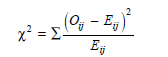 χ² = Σ (O_ij − E_ij)² / E_ij